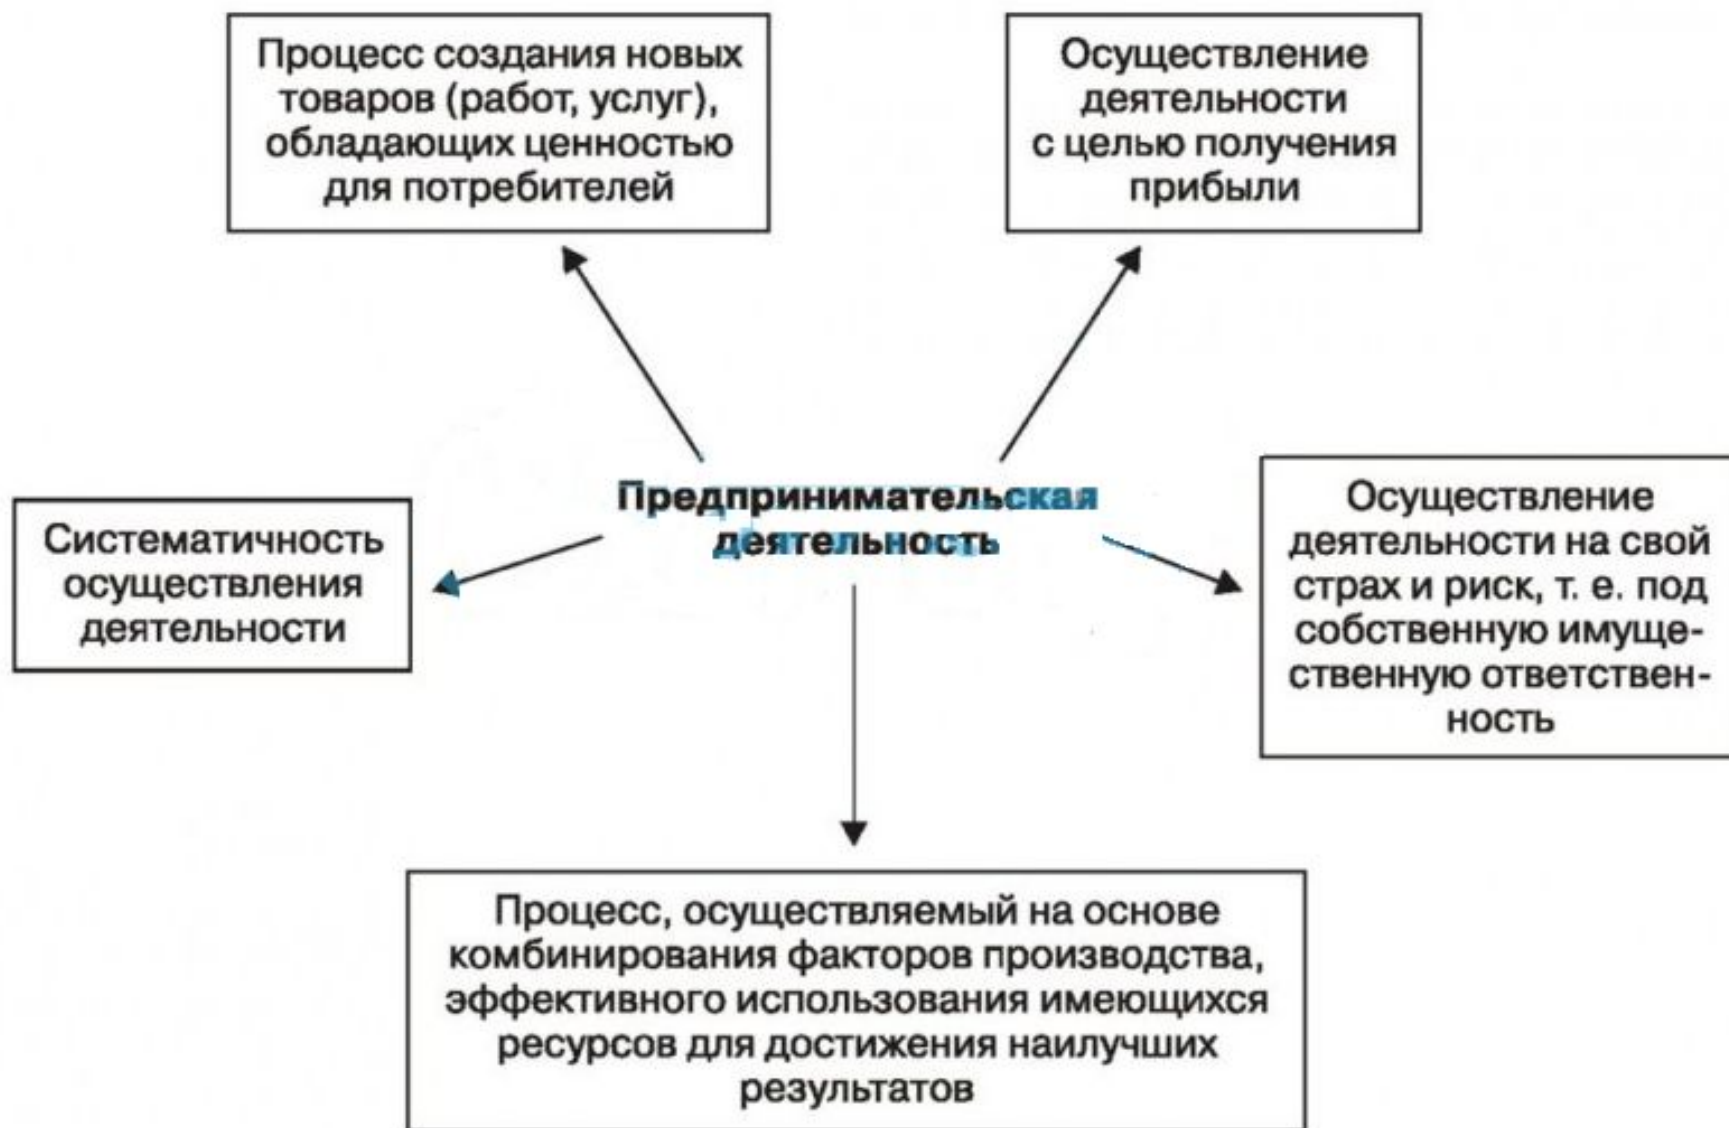 Процесс создания новых
товаров (работ, услуг),
обладающих ценностью
для потребителей
Осуществление
деятельности
с целью получения
прибыли
Предпринимательская
деятельность
Систематичность
осуществления
деятельности
Осуществление
деятельности на свой
страх и риск, т. е. под
собственную имуще-
ственную ответствен-
ность
Процесс, осуществляемый на основе
комбинирования факторов производства,
эффективного использования имеющихся
ресурсов для достижения наилучших
результатов